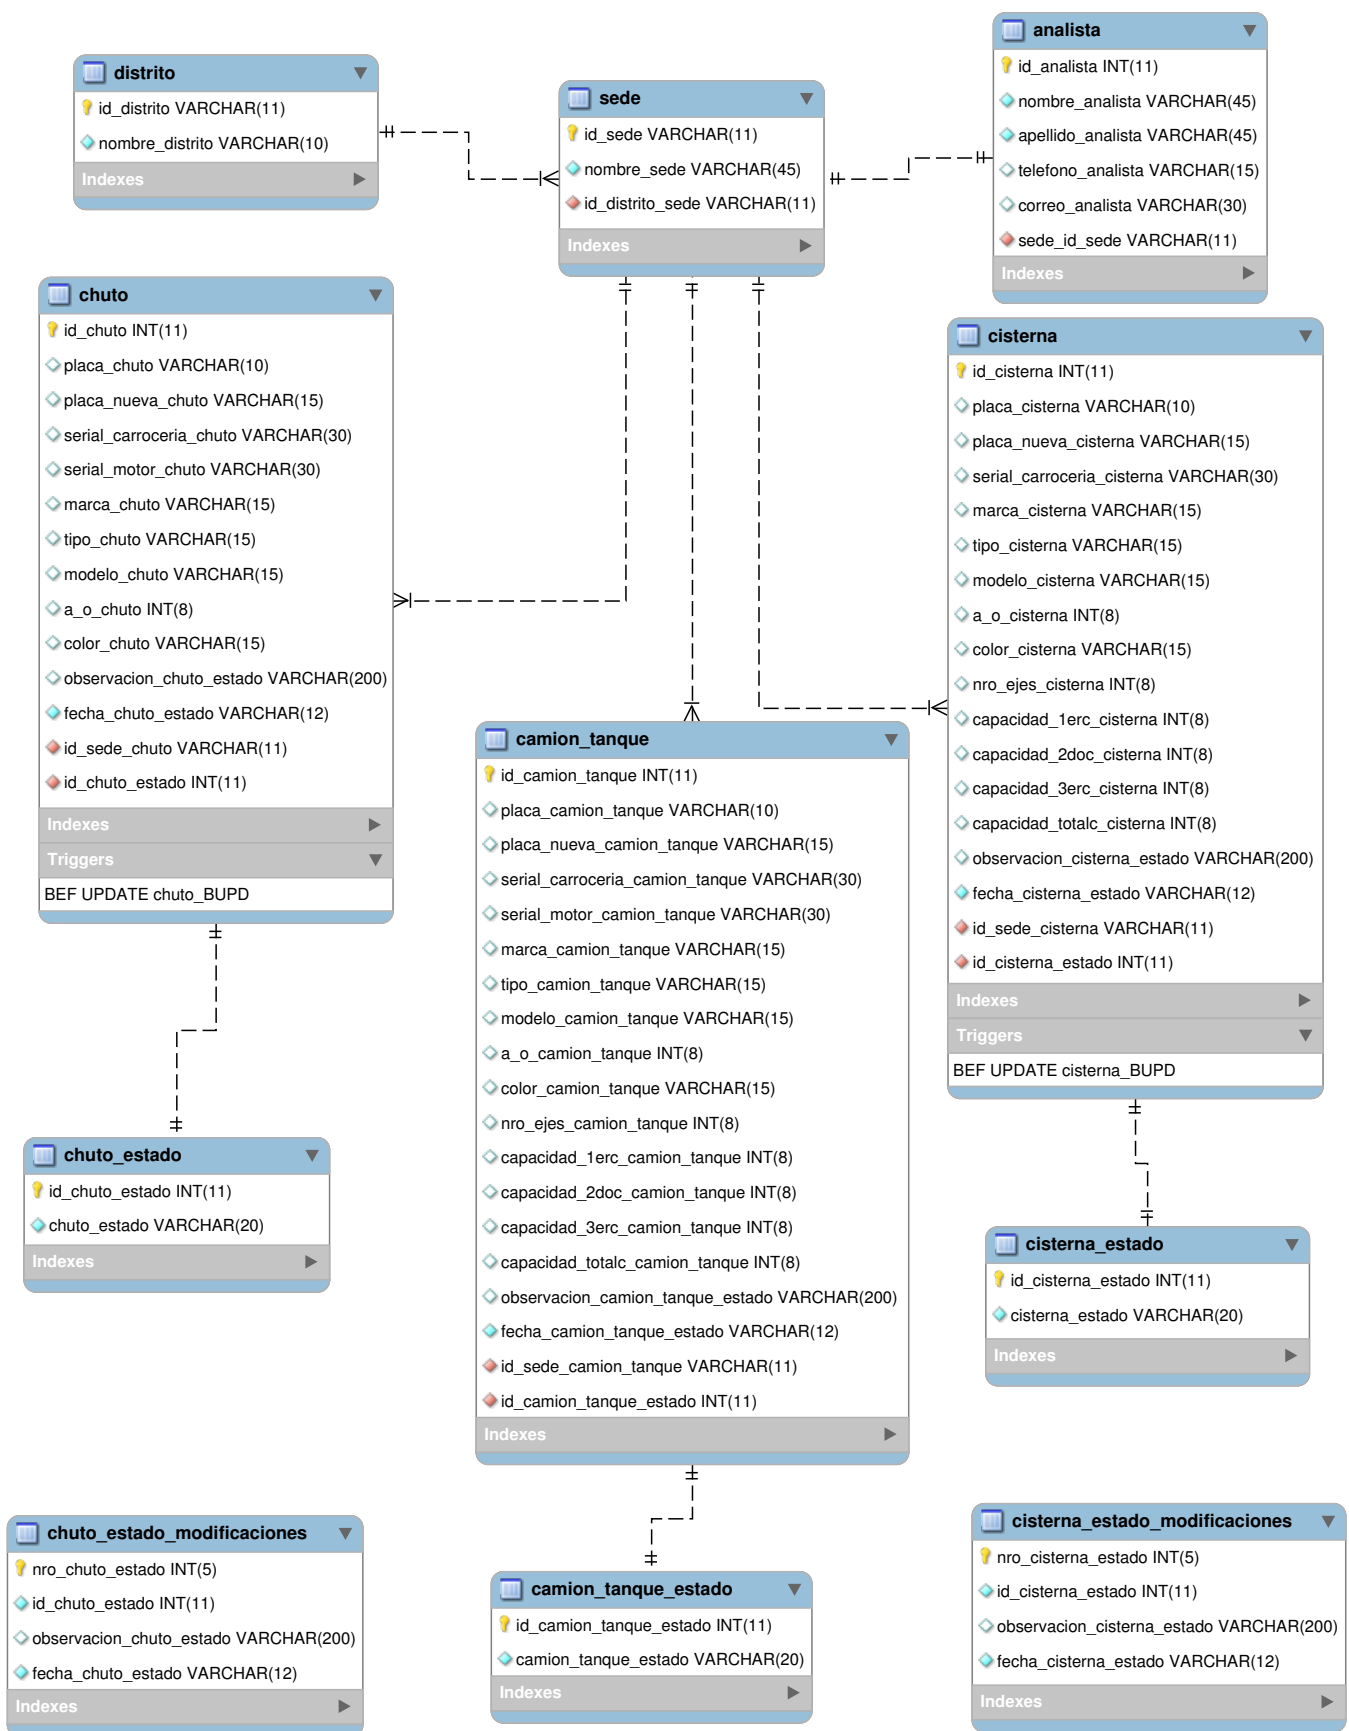 distrito
id_distrito VARCHAR(11)
nombre_distrito VARCHAR(10)
Indexes
sede
id_sede VARCHAR(11)
nombre_sede VARCHAR(45)
id_distrito_sede VARCHAR(11)
Indexes
analista
id_analista INT(11)
nombre_analista VARCHAR(45)
apellido_analista VARCHAR(45)
telefono_analista VARCHAR(15)
correo_analista VARCHAR(30)
sede_id_sede VARCHAR(11)
Indexes
chuto
id_chuto INT(11)
placa_chuto VARCHAR(10)
placa_nueva_chuto VARCHAR(15)
serial_carroceria_chuto VARCHAR(30)
serial_motor_chuto VARCHAR(30)
marca_chuto VARCHAR(15)
tipo_chuto VARCHAR(15)
modelo_chuto VARCHAR(15)
a_o_chuto INT(8)
color_chuto VARCHAR(15)
observacion_chuto_estado VARCHAR(200)
fecha_chuto_estado VARCHAR(12)
id_sede_chuto VARCHAR(11)
id_chuto_estado INT(11)
Indexes
Triggers
BEF UPDATE chuto_BUPD
cisterna
id_cisterna INT(11)
placa_cisterna VARCHAR(10)
placa_nueva_cisterna VARCHAR(15)
serial_carroceria_cisterna VARCHAR(30)
marca_cisterna VARCHAR(15)
tipo_cisterna VARCHAR(15)
modelo_cisterna VARCHAR(15)
a_o_cisterna INT(8)
color_cisterna VARCHAR(15)
nro_ejes_cisterna INT(8)
capacidad_1erc_cisterna INT(8)
capacidad_2doc_cisterna INT(8)
capacidad_3erc_cisterna INT(8)
capacidad_totalc_cisterna INT(8)
observacion_cisterna_estado VARCHAR(200)
fecha_cisterna_estado VARCHAR(12)
id_sede_cisterna VARCHAR(11)
id_cisterna_estado INT(11)
Indexes
Triggers
BEF UPDATE cisterna_BUPD
camion_tanque
id_camion_tanque INT(11)
placa_camion_tanque VARCHAR(10)
placa_nueva_camion_tanque VARCHAR(15)
serial_carroceria_camion_tanque VARCHAR(30)
serial_motor_camion_tanque VARCHAR(30)
marca_camion_tanque VARCHAR(15)
tipo_camion_tanque VARCHAR(15)
modelo_camion_tanque VARCHAR(15)
a_o_camion_tanque INT(8)
color_camion_tanque VARCHAR(15)
nro_ejes_camion_tanque INT(8)
capacidad_1erc_camion_tanque INT(8)
capacidad_2doc_camion_tanque INT(8)
capacidad_3erc_camion_tanque INT(8)
capacidad_totalc_camion_tanque INT(8)
observacion_camion_tanque_estado VARCHAR(200)
fecha_camion_tanque_estado VARCHAR(12)
id_sede_camion_tanque VARCHAR(11)
id_camion_tanque_estado INT(11)
Indexes
chuto_estado
id_chuto_estado INT(11)
chuto_estado VARCHAR(20)
Indexes
cisterna_estado
id_cisterna_estado INT(11)
cisterna_estado VARCHAR(20)
Indexes
chuto_estado_modificaciones
nro_chuto_estado INT(5)
id_chuto_estado INT(11)
observacion_chuto_estado VARCHAR(200)
fecha_chuto_estado VARCHAR(12)
Indexes
camion_tanque_estado
id_camion_tanque_estado INT(11)
camion_tanque_estado VARCHAR(20)
Indexes
cisterna_estado_modificaciones
nro_cisterna_estado INT(5)
id_cisterna_estado INT(11)
observacion_cisterna_estado VARCHAR(200)
fecha_cisterna_estado VARCHAR(12)
Indexes